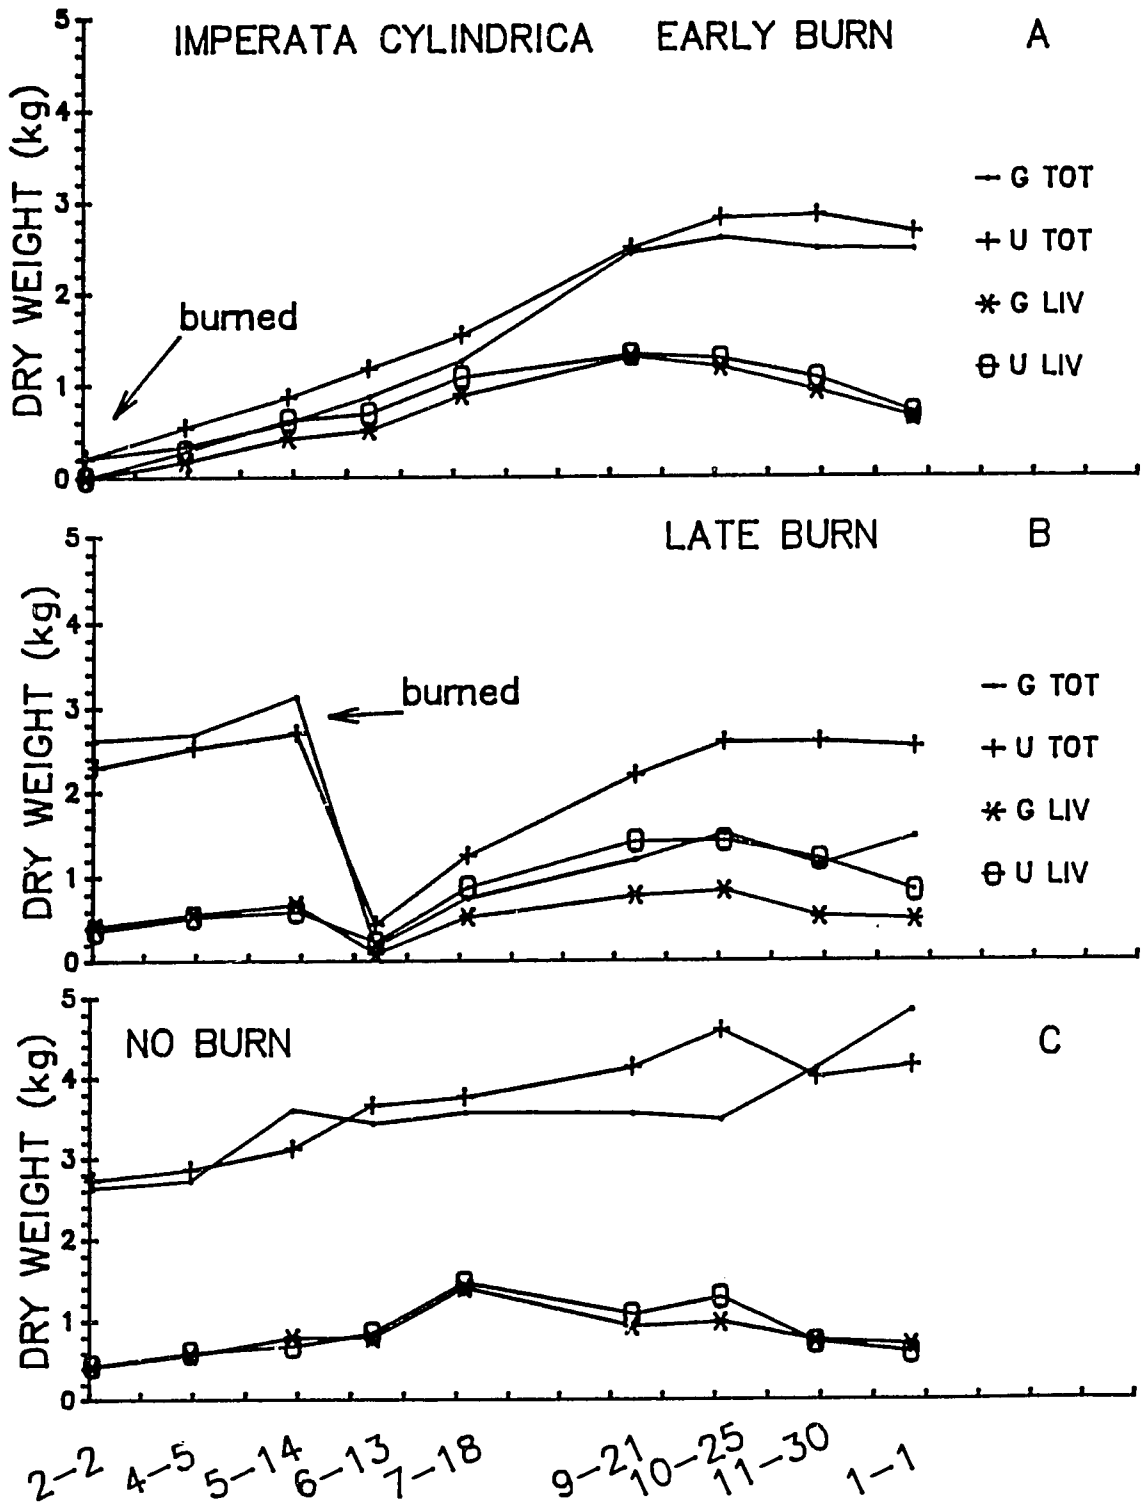 IMPERATA CYLINDRICA EARLY BURN A
DRY WEIGHT (kg)
5
4
3
2
1
0
burned
G TOT
U TOT
G LIV
U LIV
LATE BURN B
DRY WEIGHT (kg)
5
4
3
2
1
0
burned
G TOT
U TOT
G LIV
U LIV
NO BURN C
DRY WEIGHT (kg)
5
4
3
2
1
0
2-2 4-5 5-14 6-13 7-18 9-21 10-25 11-30 1-1